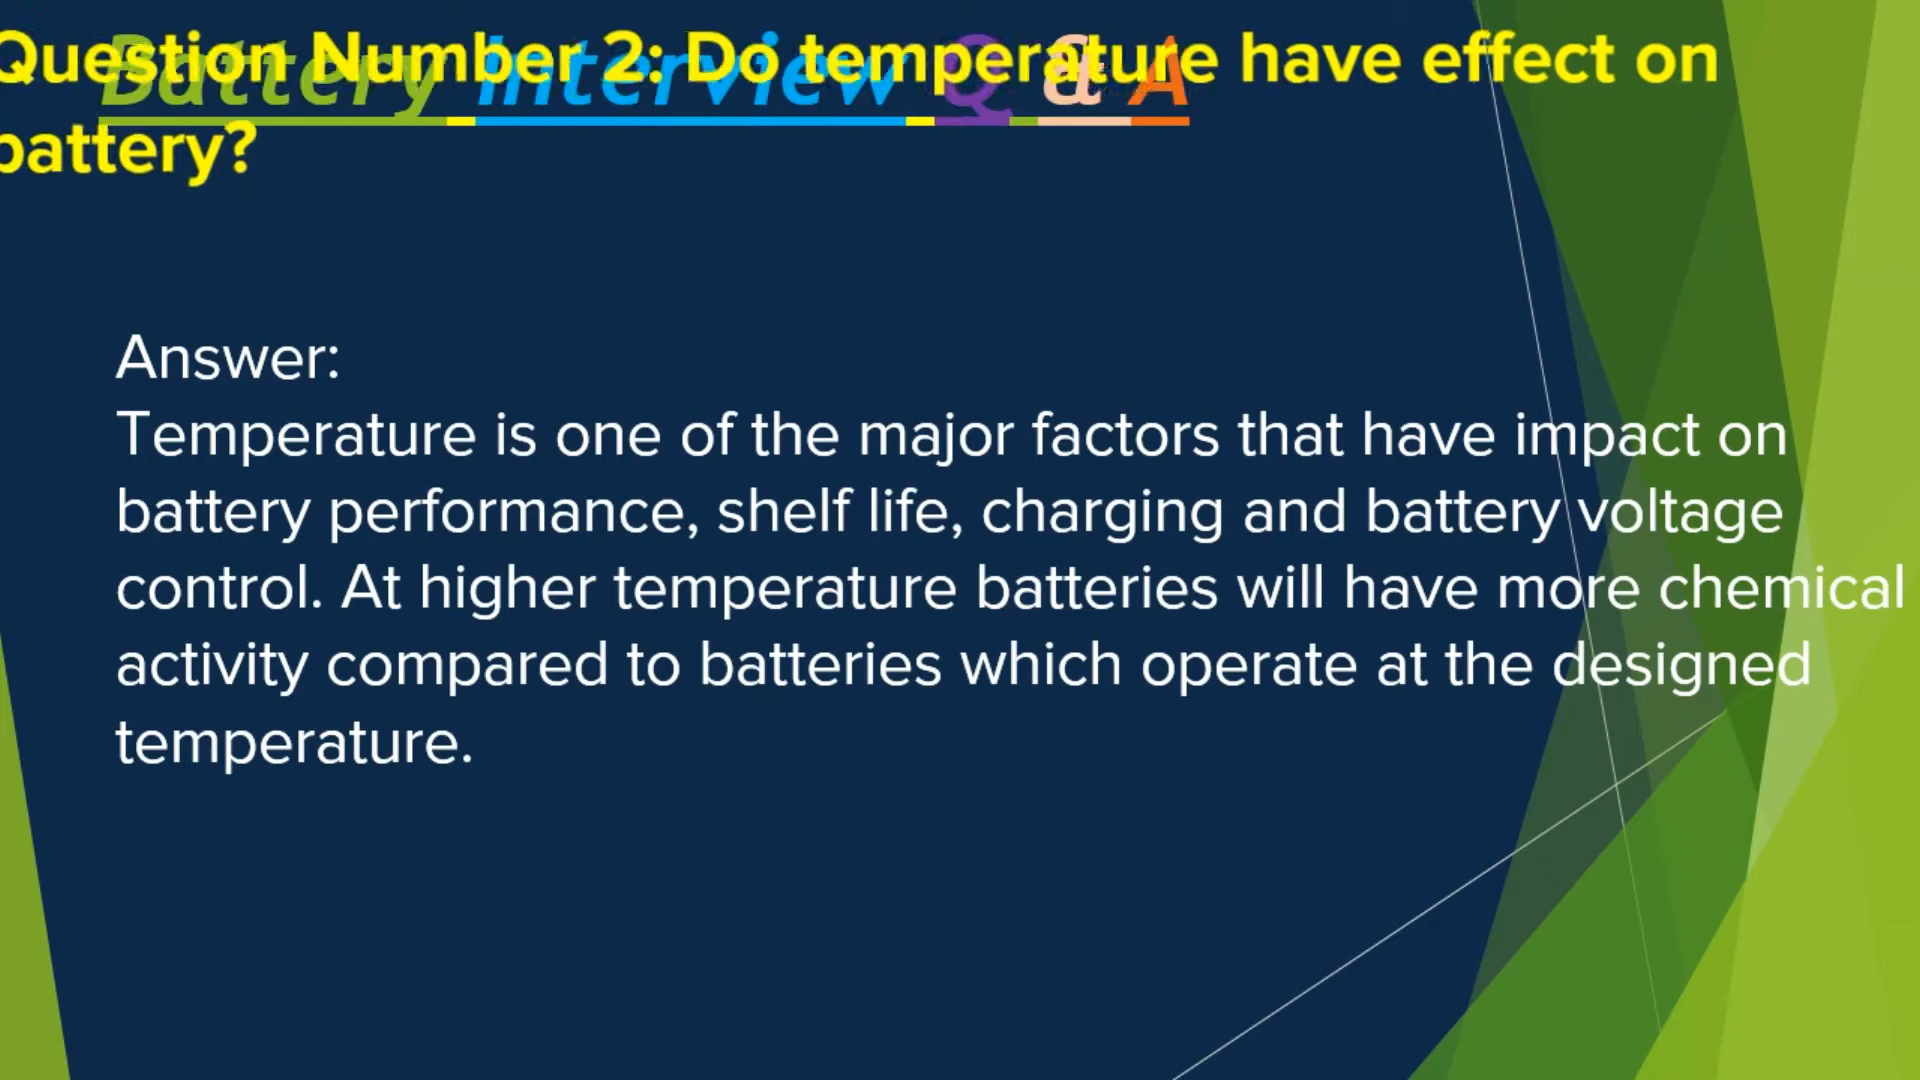 Question Number 2: Do temperature have effect on
battery?
Battery Interview Q & A
Answer:
Temperature is one of the major factors that have impact on
battery performance, shelf life, charging and battery voltage
control. At higher temperature batteries will have more chemical
activity compared to batteries which operate at the designed
temperature.